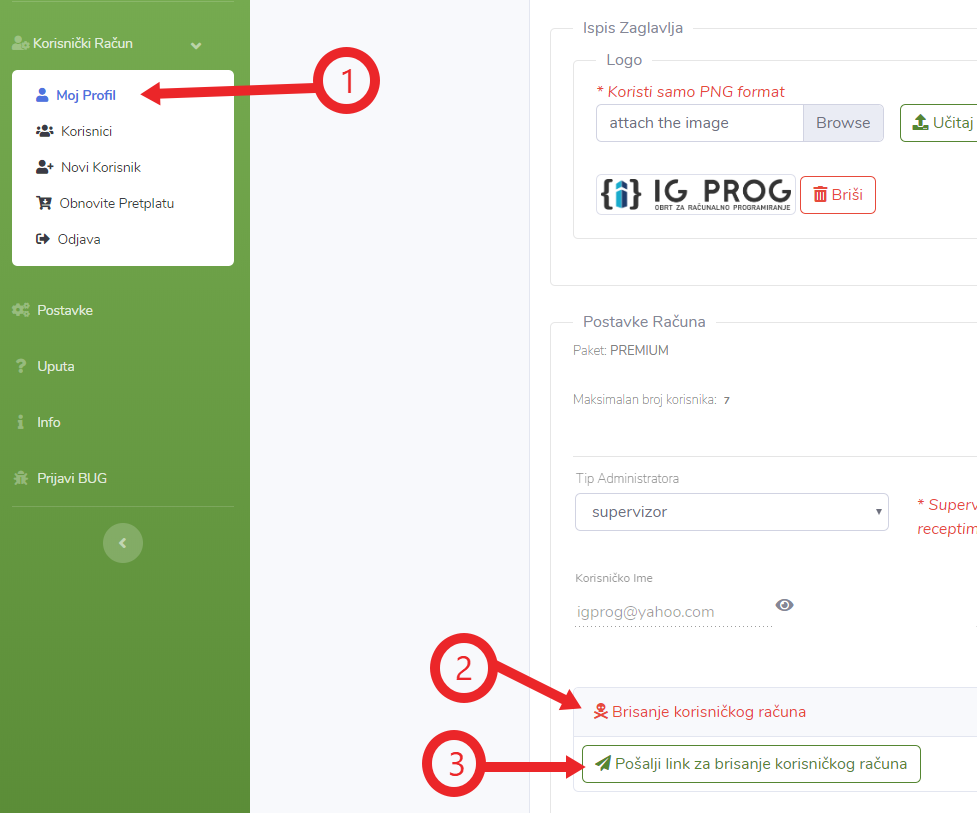 Korisnički Račun
Moj Profil
Korisnici
Novi Korisnik
Obnovite Pretplatu
Odjava
Postavke
Uputa
Info
Prijavi BUG
1
Ispis Zaglavlja
Logo
* Koristi samo PNG format
attach the image Browse Učitaj
{i} IG PROG Briši
OBRT ZA RAČUNALNO PROGRAMIRANJE
Postavke Računa
Paket: PREMIUM
Maksimalan broj korisnika: 7
Tip Administratora
supervizor
* Superv
receptim
Korisničko Ime
igprog@yahoo.com
2
Brisanje korisničkog računa
3
Pošalji link za brisanje korisničkog računa